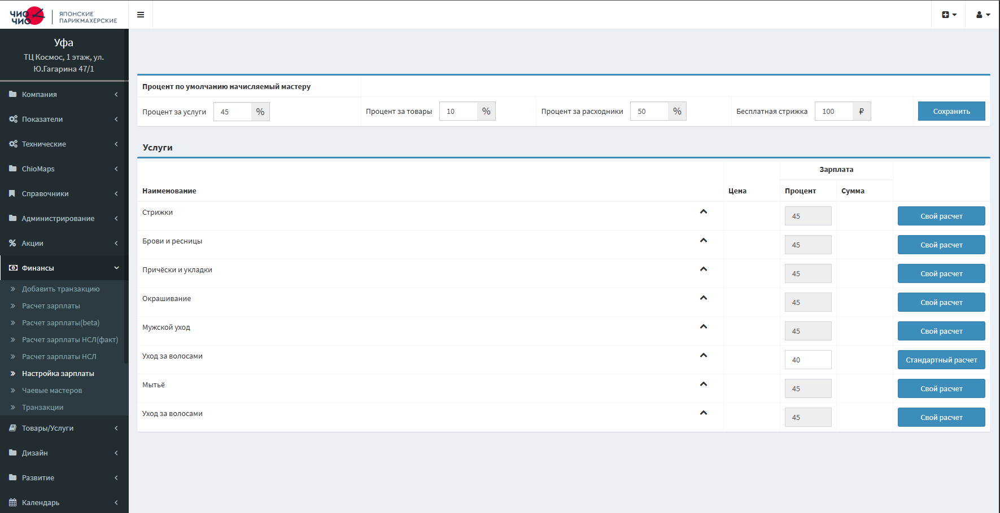 ЧИО
ЧИО
ЯПОНСКИЕ
ПАРИКМАХЕРСКИЕ
Уфа
ТЦ Космос, 1 этаж, ул.
Ю.Гагарина 47/1
Компания
Показатели
Технические
ChioMaps
Справочники
Администрирование
Акции
Финансы
Добавить транзакцию
Расчет зарплаты
Расчет зарплаты(beta)
Расчет зарплаты НСЛ(факт)
Расчет зарплаты НСЛ
Настройка зарплаты
Чаевые мастеров
Транзакции
Товары/Услуги
Дизайн
Развитие
Календарь
Процент по умолчанию начисляемый мастеру
Процент за услуги 45 % Процент за товары 10 % Процент за расходники 50 % Бесплатная стрижка 100 ₽ Сохранить
Услуги
Зарплата
Наименование Цена Процент Сумма
Стрижки 45 Свой расчет
Брови и ресницы 45 Свой расчет
Причёски и укладки 45 Свой расчет
Окрашивание 45 Свой расчет
Мужской уход 45 Свой расчет
Уход за волосами 40 Стандартный расчет
Мытьё 45 Свой расчет
Уход за волосами 45 Свой расчет